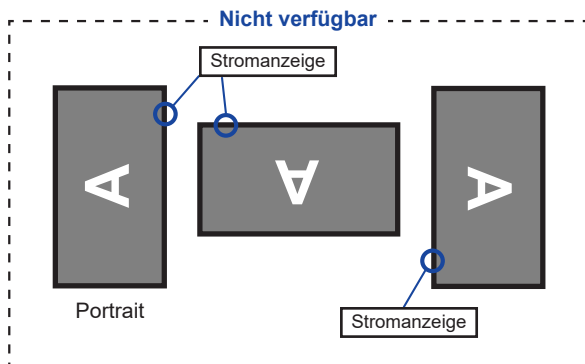 Nicht verfügbar
Stromanzeige
A
A
A
Portrait
Stromanzeige